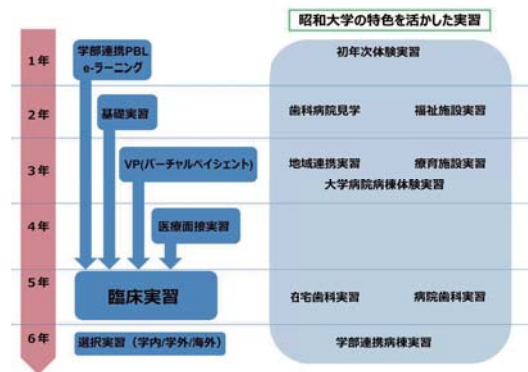 昭和大学の特色を活かした実習
1年
学部連携PBL
e-ラーニング
初年次体験実習
2年
基礎実習
歯科病院見学
福祉施設実習
3年
VP(バーチャルペイシェント)
地域連携実習
療育施設実習
大学病院病棟体験実習
4年
医療面接実習
5年
臨床実習
在宅歯科実習
病院歯科実習
6年
選択実習（学内/学外/海外）
学部連携病棟実習